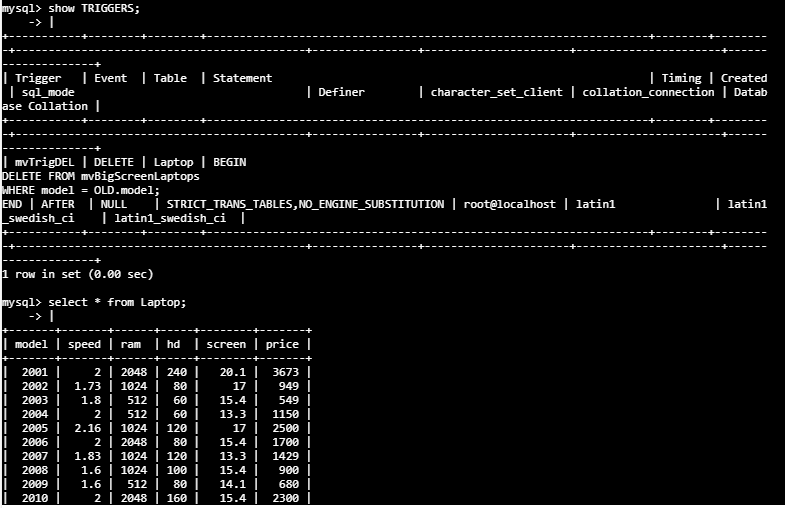 mysql> show TRIGGERS;
    -> |
+-----------+--------+--------+------------------------------------------------------------------+--------+--------
-+--------------------------------------------+----------------+----------------------+----------------------+------
--------------+
| Trigger   | Event  | Table  | Statement                                                        | Timing | Created
 | sql_mode                                   | Definer        | character_set_client | collation_connection | Datab
ase Collation |
+-----------+--------+--------+------------------------------------------------------------------+--------+--------
-+--------------------------------------------+----------------+----------------------+----------------------+------
--------------+
| mvTrigDEL | DELETE | Laptop | BEGIN
DELETE FROM mvBigScreenLaptops
WHERE model = OLD.model;
END | AFTER  | NULL    | STRICT_TRANS_TABLES,NO_ENGINE_SUBSTITUTION | root@localhost | latin1               | latin1
_swedish_ci    | latin1_swedish_ci  |
+-----------+--------+--------+------------------------------------------------------------------+--------+--------
-+--------------------------------------------+----------------+----------------------+----------------------+------
--------------+
1 row in set (0.00 sec)
mysql> select * from Laptop;
    -> |
+-------+-------+------+-----+--------+-------+
| model | speed | ram  | hd  | screen | price |
+-------+-------+------+-----+--------+-------+
|  2001 |     2 | 2048 | 240 |   20.1 |  3673 |
|  2002 |  1.73 | 1024 |  80 |     17 |   949 |
|  2003 |   1.8 |  512 |  60 |   15.4 |   549 |
|  2004 |     2 |  512 |  60 |   13.3 |  1150 |
|  2005 |  2.16 | 1024 | 120 |     17 |  2500 |
|  2006 |     2 | 2048 |  80 |   15.4 |  1700 |
|  2007 |  1.83 | 1024 | 120 |   13.3 |  1429 |
|  2008 |   1.6 | 1024 | 100 |   15.4 |   900 |
|  2009 |   1.6 |  512 |  80 |   14.1 |   680 |
|  2010 |     2 | 2048 | 160 |   15.4 |  2300 |